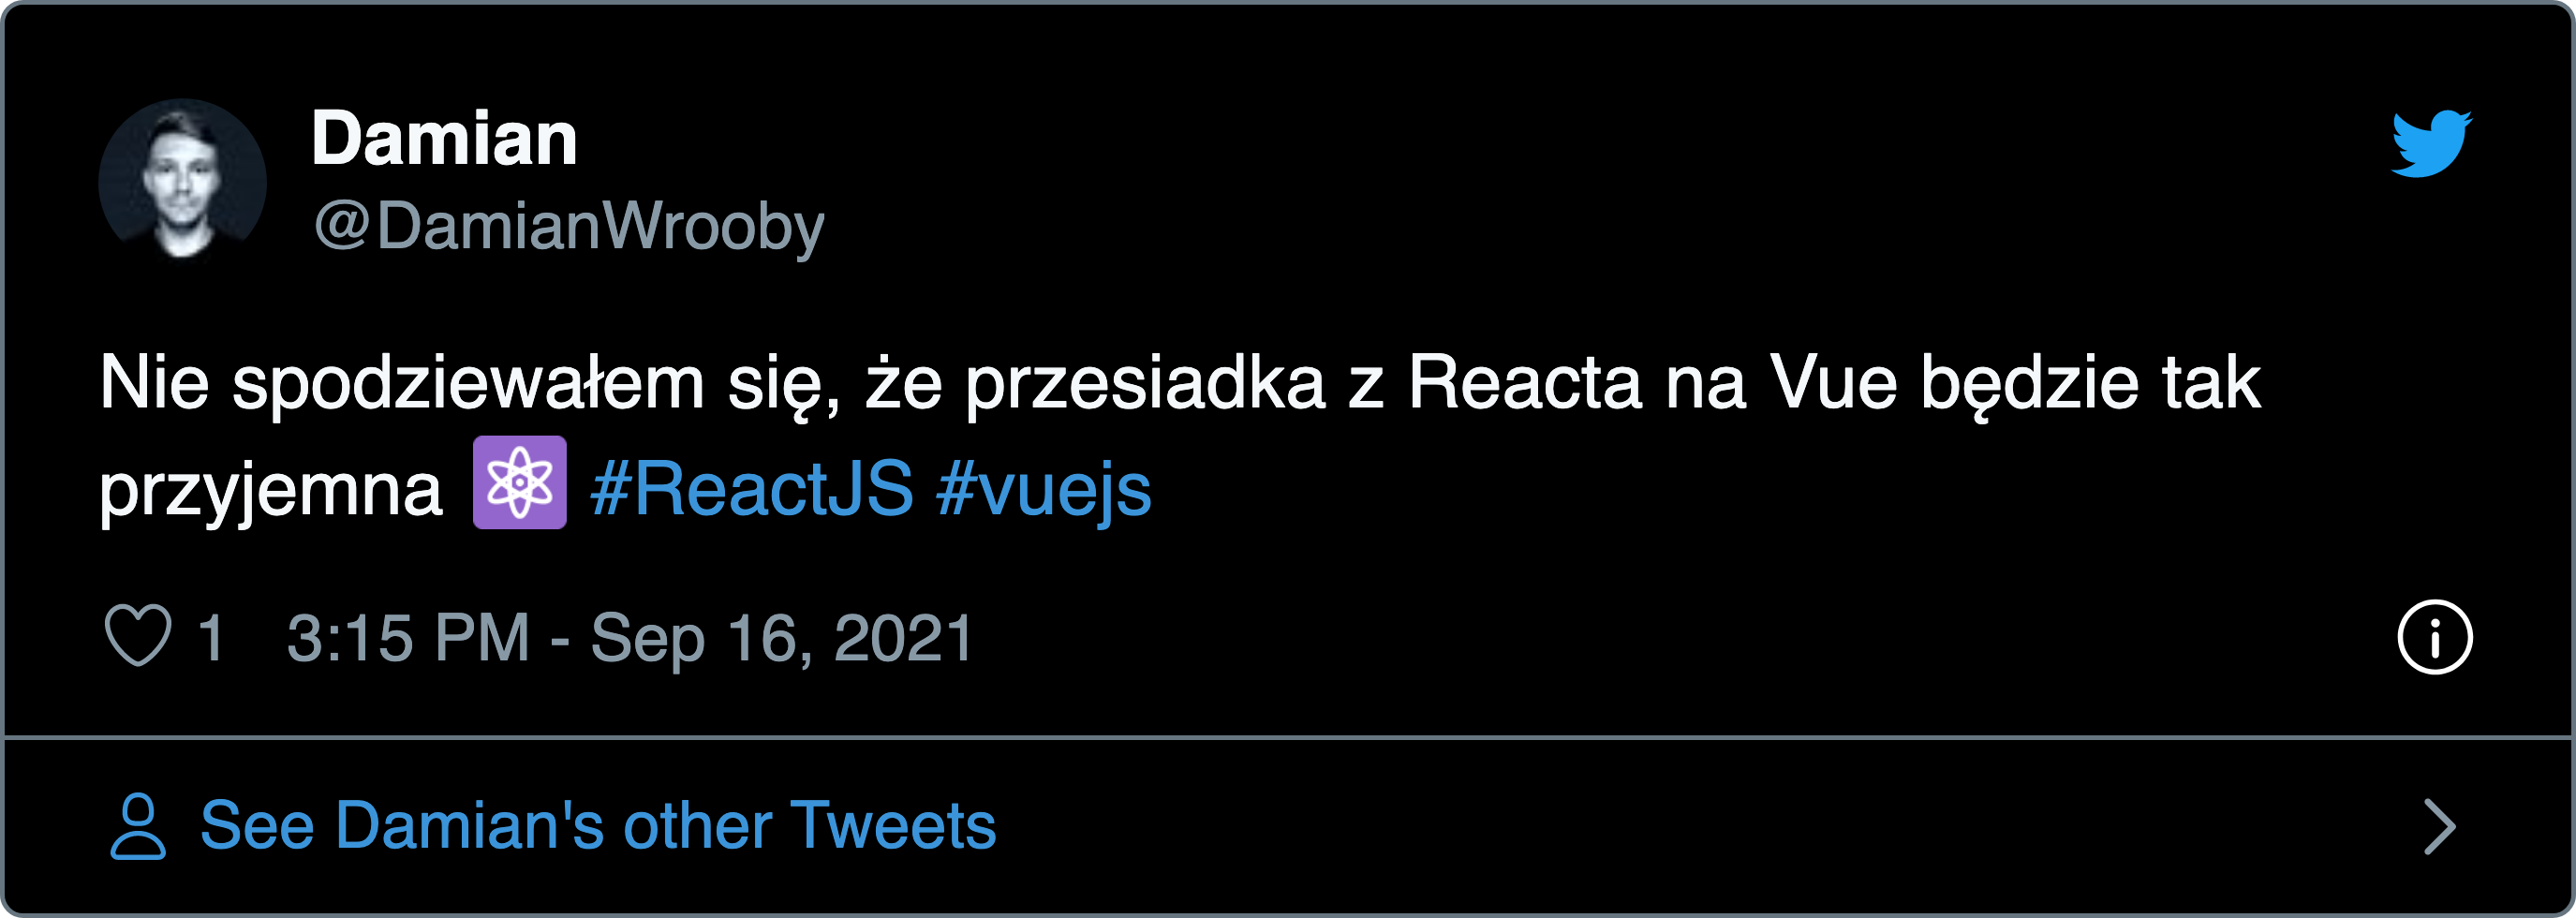 Damian
@DamianWrooby
Nie spodziewałem się, że przesiadka z Reacta na Vue będzie tak
przyjemna ⚛ #ReactJS #vuejs
1 3:15 PM - Sep 16, 2021
See Damian's other Tweets